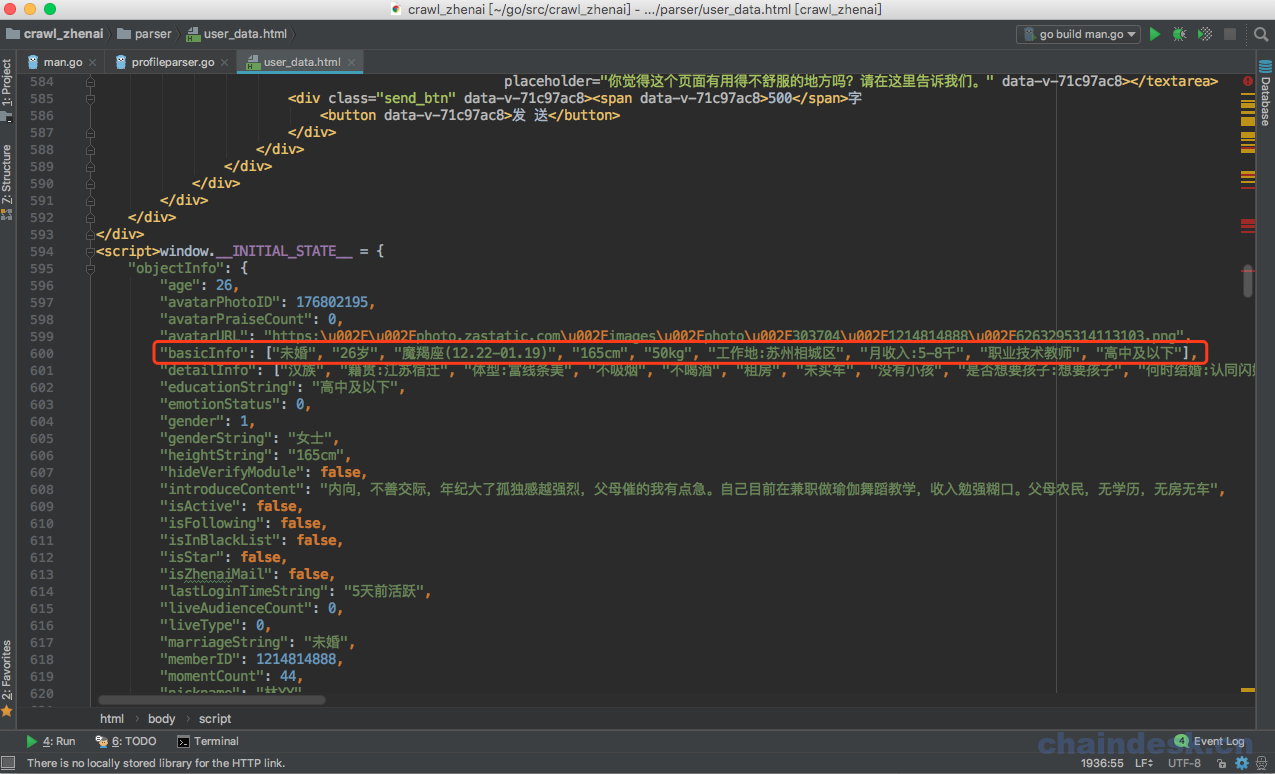 crawl_zhenai [~/go/src/crawl_zhenai] - .../parser/user_data.html [crawl_zhenai]
crawl_zhenai parser user_data.html go build man.go
man.go profileparser.go user_data.html
1: Project
7: Structure
2: Favorites
Database
584 placeholder="你觉得这个页面有用得不舒服的地方吗？请在这里告诉我们。" data-v-71c97ac8></textarea>
585 <div class="send_btn" data-v-71c97ac8><span data-v-71c97ac8>500</span>字
586 <button data-v-71c97ac8>发 送</button>
587 </div>
588 </div>
589 </div>
590 </div>
591 </div>
592 </div>
593 </div>
594 <script>window.__INITIAL_STATE__ = {
595 "objectInfo": {
596 "age": 26,
597 "avatarPhotoID": 176802195,
598 "avatarPraiseCount": 0,
599 "avatarURL": "https:\u002F\u002Fphoto.zastatic.com\u002Fimages\u002Fphoto\u002F303704\u002F1214814888\u002F6263295314113103.png",
600 "basicInfo": ["未婚", "26岁", "魔羯座(12.22-01.19)", "165cm", "50kg", "工作地:苏州相城区", "月收入:5-8千", "职业技术教师", "高中及以下"],
601 "detailInfo": ["汉族", "籍贯:江苏宿迁", "体型:富线条美", "不吸烟", "不喝酒", "租房", "未买车", "没有小孩", "是否想要孩子:想要孩子", "何时结婚:认同闪
602 "educationString": "高中及以下",
603 "emotionStatus": 0,
604 "gender": 1,
605 "genderString": "女士",
606 "heightString": "165cm",
607 "hideVerifyModule": false,
608 "introduceContent": "内向，不善交际，年纪大了孤独感越强烈，父母催的我有点急。自己目前在兼职做瑜伽舞蹈教学，收入勉强糊口。父母农民，无学历，无房无车",
609 "isActive": false,
610 "isFollowing": false,
611 "isInBlackList": false,
612 "isStar": false,
613 "isZhenaiMail": false,
614 "lastLoginTimeString": "5天前活跃",
615 "liveAudienceCount": 0,
616 "liveType": 0,
617 "marriageString": "未婚",
618 "memberID": 1214814888,
619 "momentCount": 44,
620 "nickname": "林YY"
html body script
4: Run 6: TODO Terminal 4 Event Log
chaindesk.cn
There is no locally stored library for the HTTP link. 1936:55 LF UTF-8